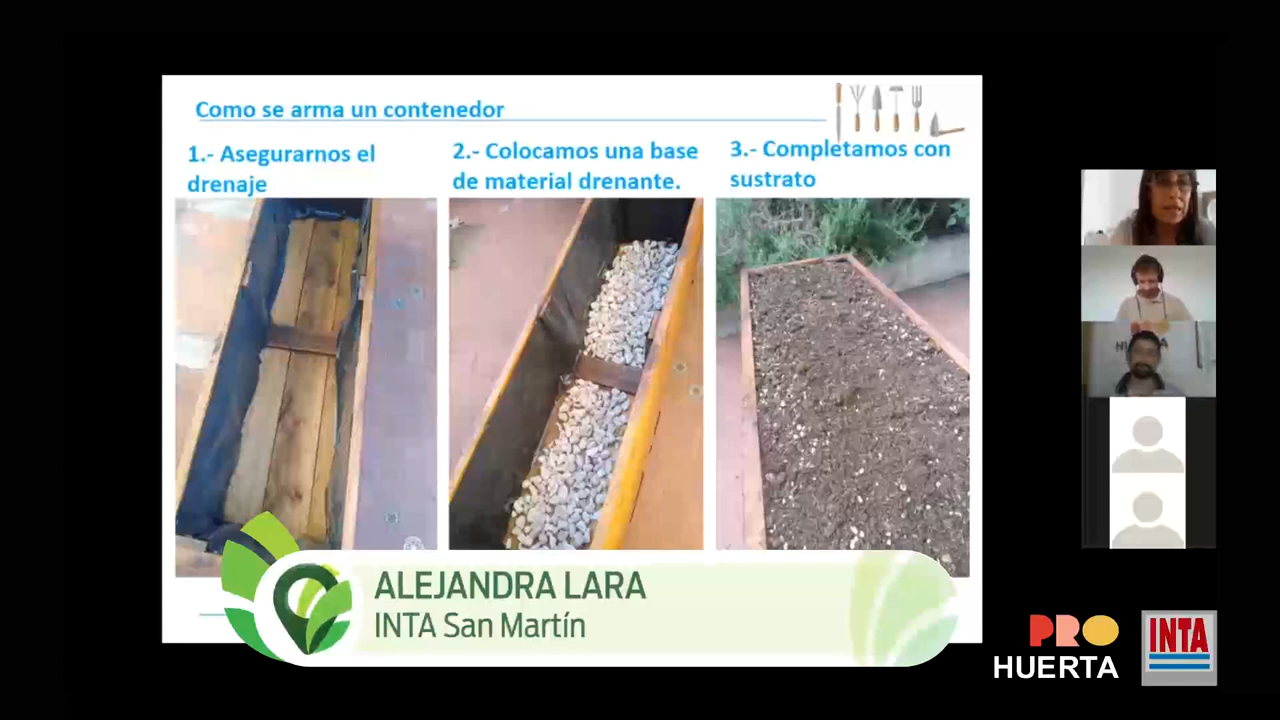 Como se arma un contenedor
1.- Asegurarnos el
drenaje
2.- Colocamos una base
de material drenante.
3.- Completamos con
sustrato
ALEJANDRA LARA
INTA San Martín
PRO
HUERTA
INTA